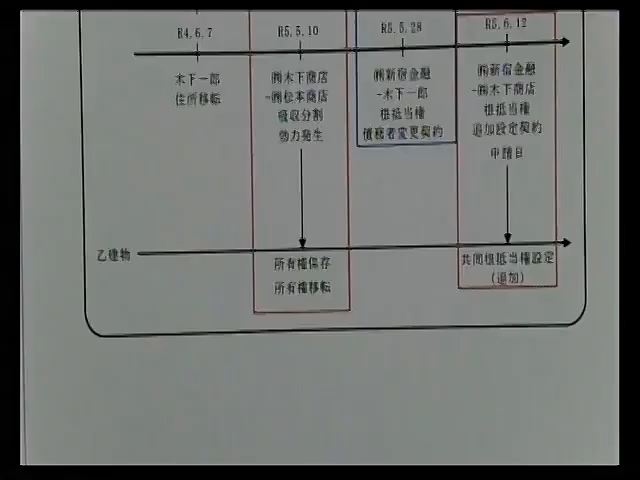 R4.6.7
木下一郎
住所移転
R5.5.10
㈱木下商店
-㈱松本商店
吸収分割
効力発生
R5.5.28
㈱新宿金融
-木下一郎
根抵当権
債務者変更契約
R5.6.12
㈱新宿金融
-㈱木下商店
根抵当権
追加設定契約
申請日
乙建物
所有権保存
所有権移転
共同根抵当権設定
(追加)